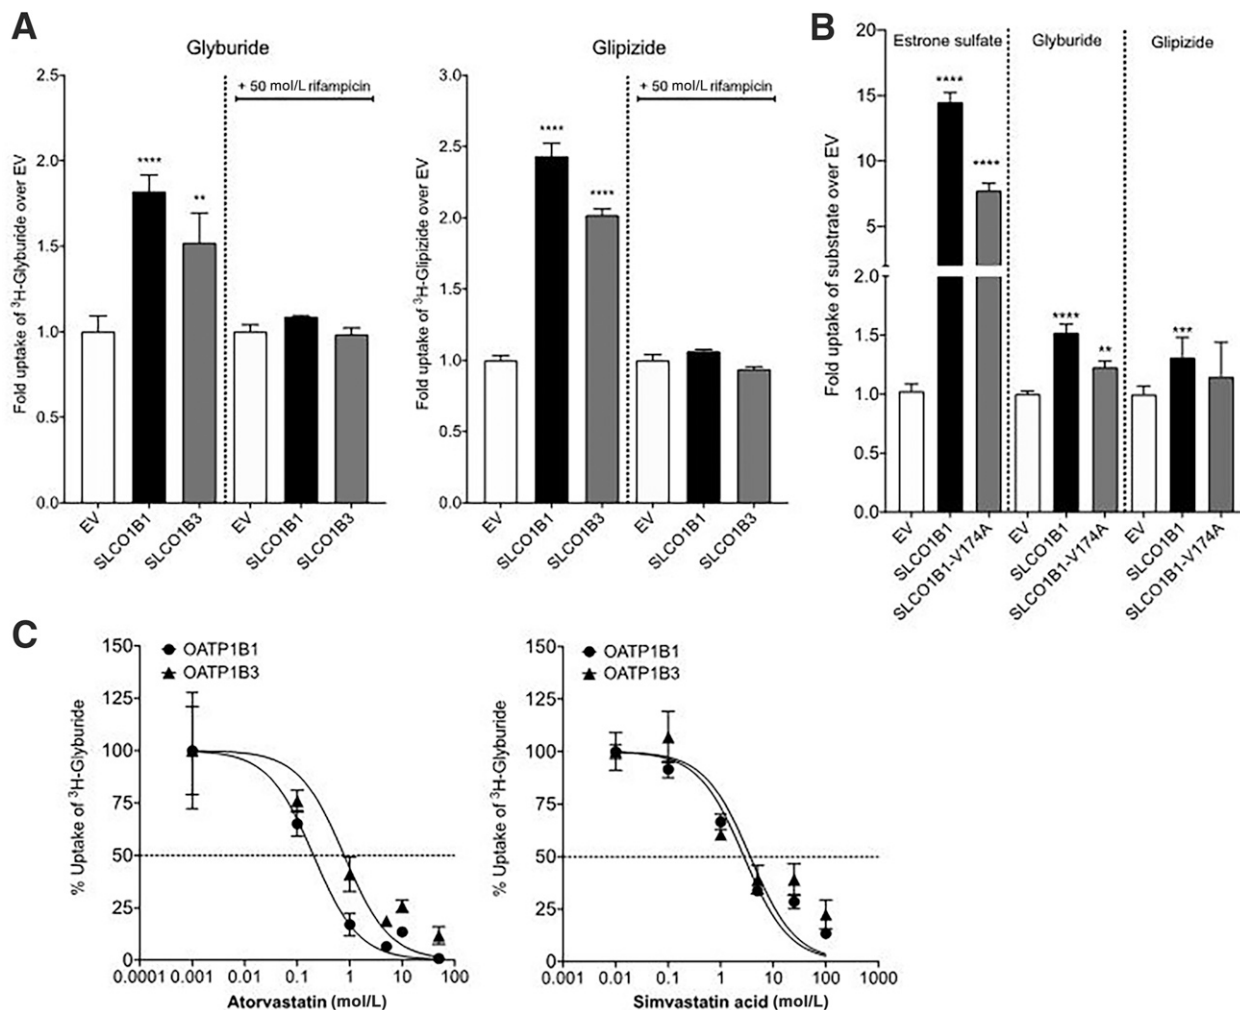 A
Glyburide
+ 50 mol/L rifampicin
Fold uptake of ³H-Glyburide over EV
2.5
2.0
1.5
1.0
0.5
0.0
****
**
EV
SLCO1B1
SLCO1B3
EV
SLCO1B1
SLCO1B3
Glipizide
+ 50 mol/L rifampicin
Fold uptake of ³H-Glipizide over EV
3.0
2.5
2.0
1.5
1.0
0.5
0.0
****
****
EV
SLCO1B1
SLCO1B3
EV
SLCO1B1
SLCO1B3
B
Estrone sulfate
Glyburide
Glipizide
Fold uptake of substrate over EV
20
15
10
5
2.0
1.5
1.0
0.5
0.0
****
****
****
**
***
EV
SLCO1B1
SLCO1B1-V174A
EV
SLCO1B1
SLCO1B1-V174A
EV
SLCO1B1
SLCO1B1-V174A
C
OATP1B1
OATP1B3
% Uptake of ³H-Glyburide
150
125
100
75
50
25
0
0.0001 0.001 0.1 1 10 100
Atorvastatin (mol/L)
OATP1B1
OATP1B3
% Uptake of ³H-Glyburide
150
125
100
75
50
25
0
0.001 0.01 0.1 1 10 100 1000
Simvastatin acid (mol/L)